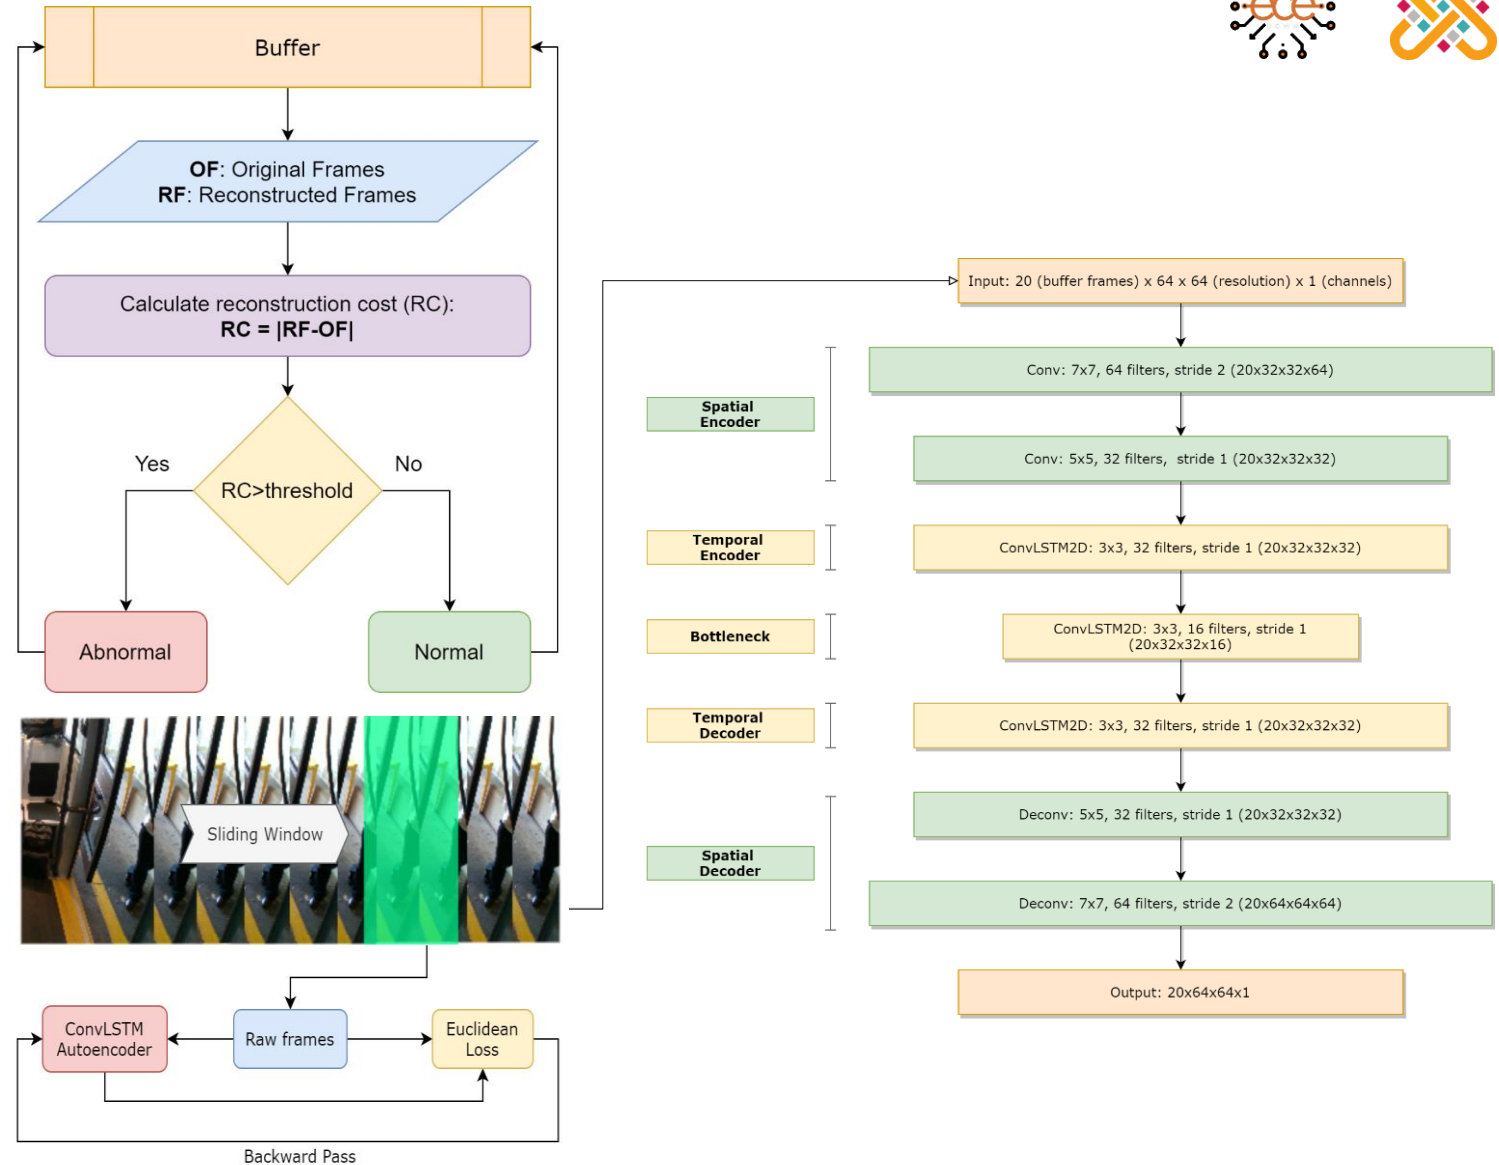 Buffer
OF: Original Frames
RF: Reconstructed Frames
Calculate reconstruction cost (RC):
RC = |RF-OF|
RC>threshold
Yes
No
Abnormal
Normal
Sliding Window
ConvLSTM
Autoencoder
Raw frames
Euclidean
Loss
Backward Pass
ece
Input: 20 (buffer frames) x 64 x 64 (resolution) x 1 (channels)
Spatial
Encoder
Conv: 7x7, 64 filters, stride 2 (20x32x32x64)
Conv: 5x5, 32 filters, stride 1 (20x32x32x32)
Temporal
Encoder
ConvLSTM2D: 3x3, 32 filters, stride 1 (20x32x32x32)
Bottleneck
ConvLSTM2D: 3x3, 16 filters, stride 1
(20x32x32x16)
Temporal
Decoder
ConvLSTM2D: 3x3, 32 filters, stride 1 (20x32x32x32)
Spatial
Decoder
Deconv: 5x5, 32 filters, stride 1 (20x32x32x32)
Deconv: 7x7, 64 filters, stride 2 (20x64x64x64)
Output: 20x64x64x1